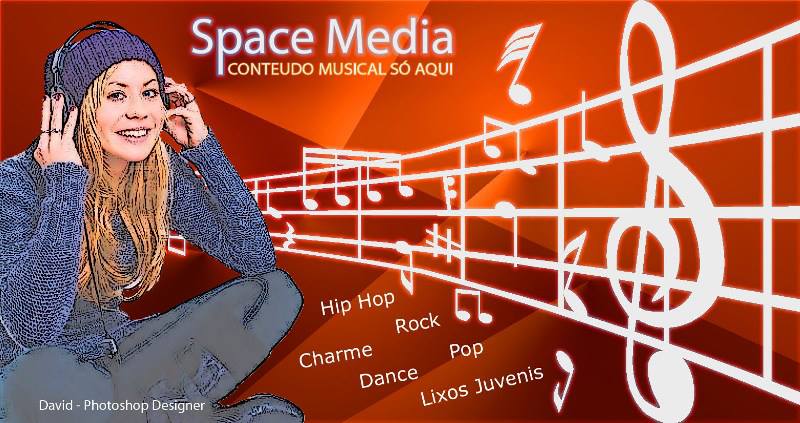 Space Media
CONTEUDO MUSICAL SÓ AQUI
Hip Hop
Rock
Charme
Pop
Dance
Lixos Juvenis
David - Photoshop Designer